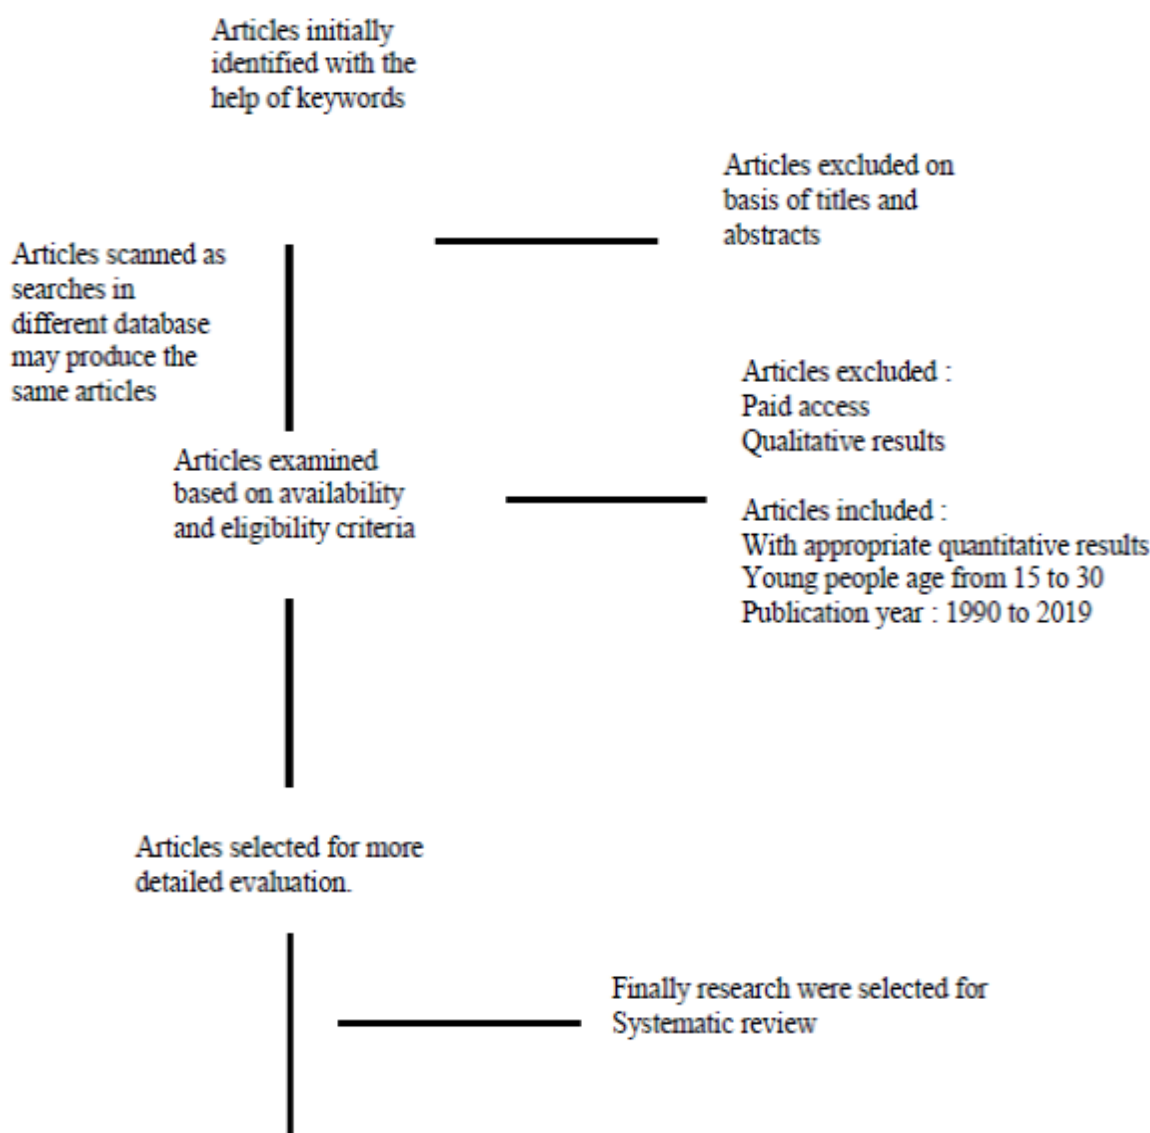 Articles initially
identified with the
help of keywords
Articles excluded on
basis of titles and
abstracts
Articles scanned as
searches in
different database
may produce the
same articles
Articles excluded :
Paid access
Qualitative results
Articles examined
based on availability
and eligibility criteria
Articles included :
With appropriate quantitative results
Young people age from 15 to 30
Publication year : 1990 to 2019
Articles selected for more
detailed evaluation.
Finally research were selected for
Systematic review